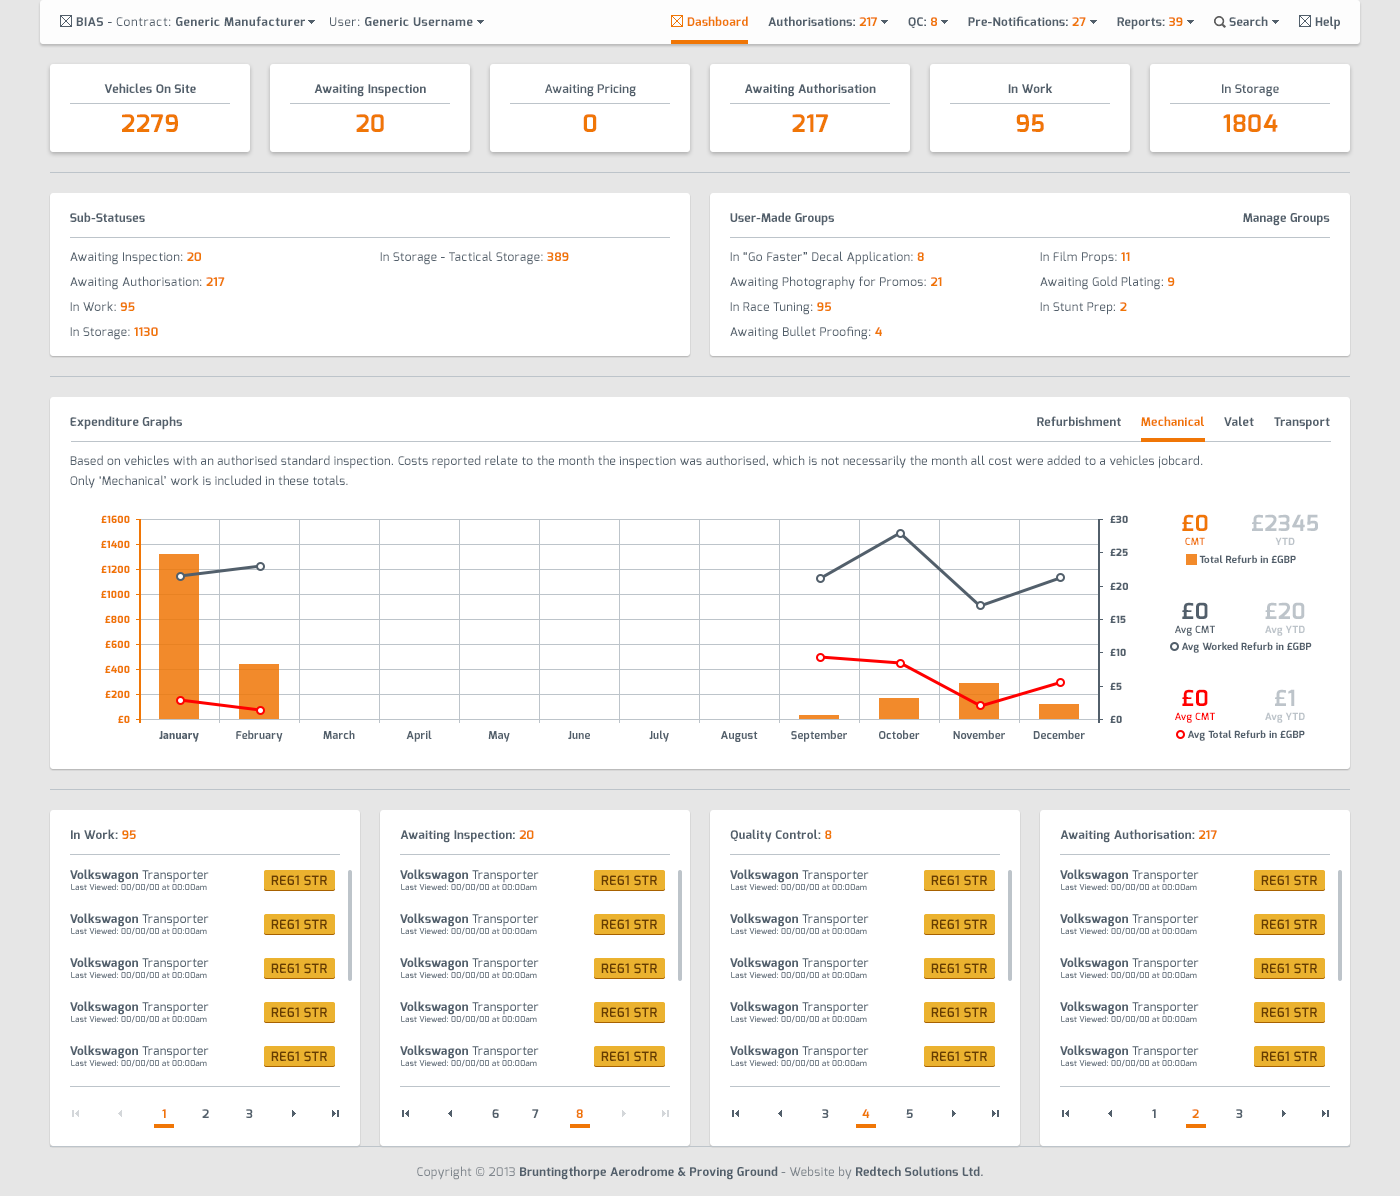 BIAS - Contract: Generic Manufacturer User: Generic Username Dashboard Authorisations: 217 QC: 8 Pre-Notifications: 27 Reports: 39 Search Help
Vehicles On Site
2279
Awaiting Inspection
20
Awaiting Pricing
0
Awaiting Authorisation
217
In Work
95
In Storage
1804
Sub-Statuses
Awaiting Inspection: 20
In Storage - Tactical Storage: 389
Awaiting Authorisation: 217
In Work: 95
In Storage: 1130
User-Made Groups
Manage Groups
In "Go Faster" Decal Application: 8
In Film Props: 11
Awaiting Photography for Promos: 21
Awaiting Gold Plating: 9
In Race Tuning: 95
In Stunt Prep: 2
Awaiting Bullet Proofing: 4
Expenditure Graphs
Refurbishment Mechanical Valet Transport
Based on vehicles with an authorised standard inspection. Costs reported relate to the month the inspection was authorised, which is not necessarily the month all cost were added to a vehicles jobcard.
Only 'Mechanical' work is included in these totals.
£1600
£1400
£1200
£1000
£800
£600
£400
£200
£0
£30
£25
£20
£15
£10
£5
£0
January February March April May June July August September October November December
£0 £2345
CMT YTD
Total Refurb in £GBP
£0 £20
Avg CMT Avg YTD
Avg Worked Refurb in £GBP
£0 £1
Avg CMT Avg YTD
Avg Total Refurb in £GBP
In Work: 95
Volkswagon Transporter RE61 STR
Last Viewed: 00/00/00 at 00:00am
Volkswagon Transporter RE61 STR
Last Viewed: 00/00/00 at 00:00am
Volkswagon Transporter RE61 STR
Last Viewed: 00/00/00 at 00:00am
Volkswagon Transporter RE61 STR
Last Viewed: 00/00/00 at 00:00am
Volkswagon Transporter RE61 STR
Last Viewed: 00/00/00 at 00:00am
1 2 3
Awaiting Inspection: 20
Volkswagon Transporter RE61 STR
Last Viewed: 00/00/00 at 00:00am
Volkswagon Transporter RE61 STR
Last Viewed: 00/00/00 at 00:00am
Volkswagon Transporter RE61 STR
Last Viewed: 00/00/00 at 00:00am
Volkswagon Transporter RE61 STR
Last Viewed: 00/00/00 at 00:00am
Volkswagon Transporter RE61 STR
Last Viewed: 00/00/00 at 00:00am
6 7 8
Quality Control: 8
Volkswagon Transporter RE61 STR
Last Viewed: 00/00/00 at 00:00am
Volkswagon Transporter RE61 STR
Last Viewed: 00/00/00 at 00:00am
Volkswagon Transporter RE61 STR
Last Viewed: 00/00/00 at 00:00am
Volkswagon Transporter RE61 STR
Last Viewed: 00/00/00 at 00:00am
Volkswagon Transporter RE61 STR
Last Viewed: 00/00/00 at 00:00am
3 4 5
Awaiting Authorisation: 217
Volkswagon Transporter RE61 STR
Last Viewed: 00/00/00 at 00:00am
Volkswagon Transporter RE61 STR
Last Viewed: 00/00/00 at 00:00am
Volkswagon Transporter RE61 STR
Last Viewed: 00/00/00 at 00:00am
Volkswagon Transporter RE61 STR
Last Viewed: 00/00/00 at 00:00am
Volkswagon Transporter RE61 STR
Last Viewed: 00/00/00 at 00:00am
1 2 3
Copyright © 2013 Bruntingthorpe Aerodrome & Proving Ground - Website by Redtech Solutions Ltd.